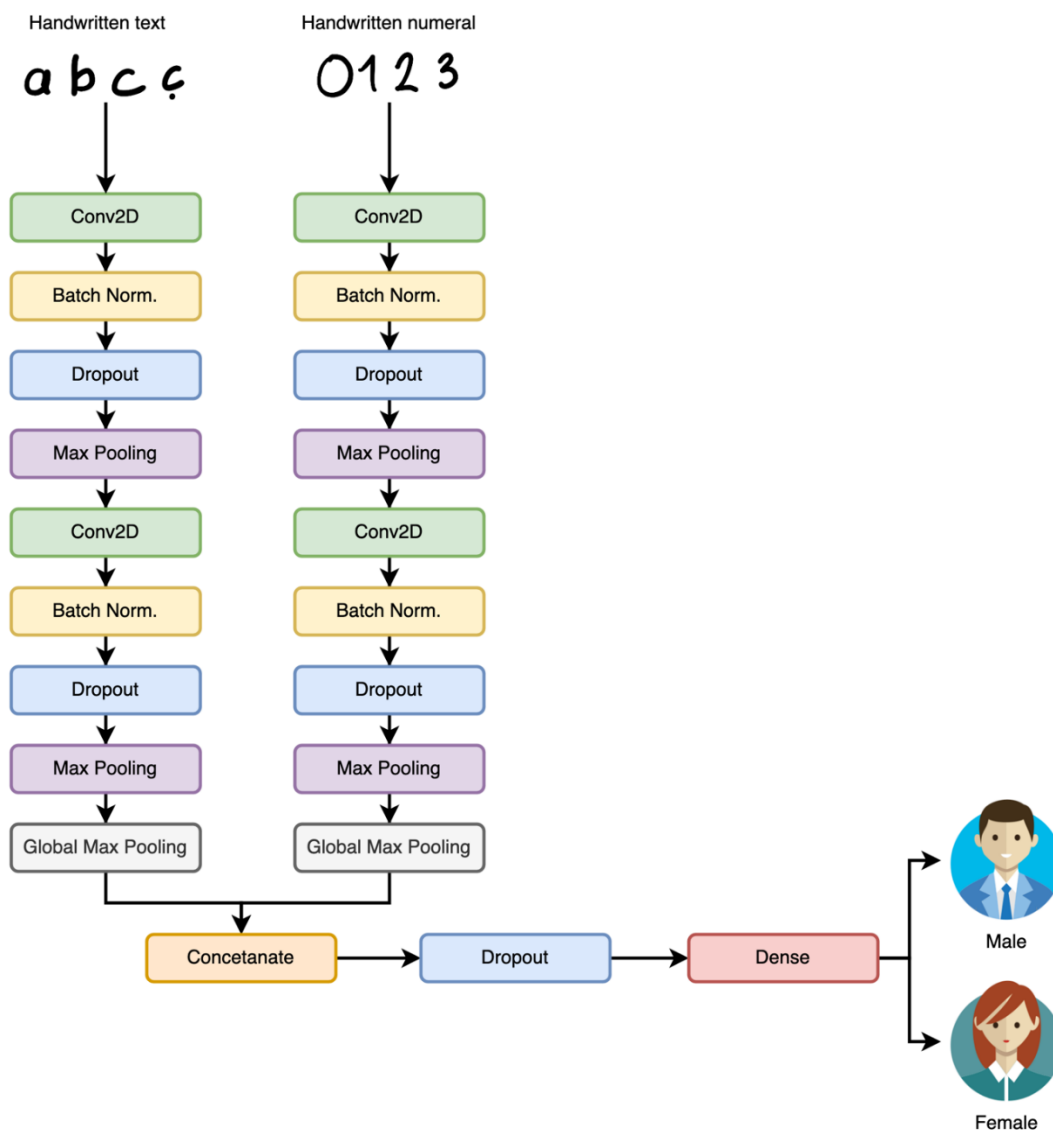 Handwritten text
Handwritten numeral
a b c ç
0 1 2 3
Conv2D
Conv2D
Batch Norm.
Batch Norm.
Dropout
Dropout
Max Pooling
Max Pooling
Conv2D
Conv2D
Batch Norm.
Batch Norm.
Dropout
Dropout
Max Pooling
Max Pooling
Global Max Pooling
Global Max Pooling
Concetanate
Dropout
Dense
Male
Female